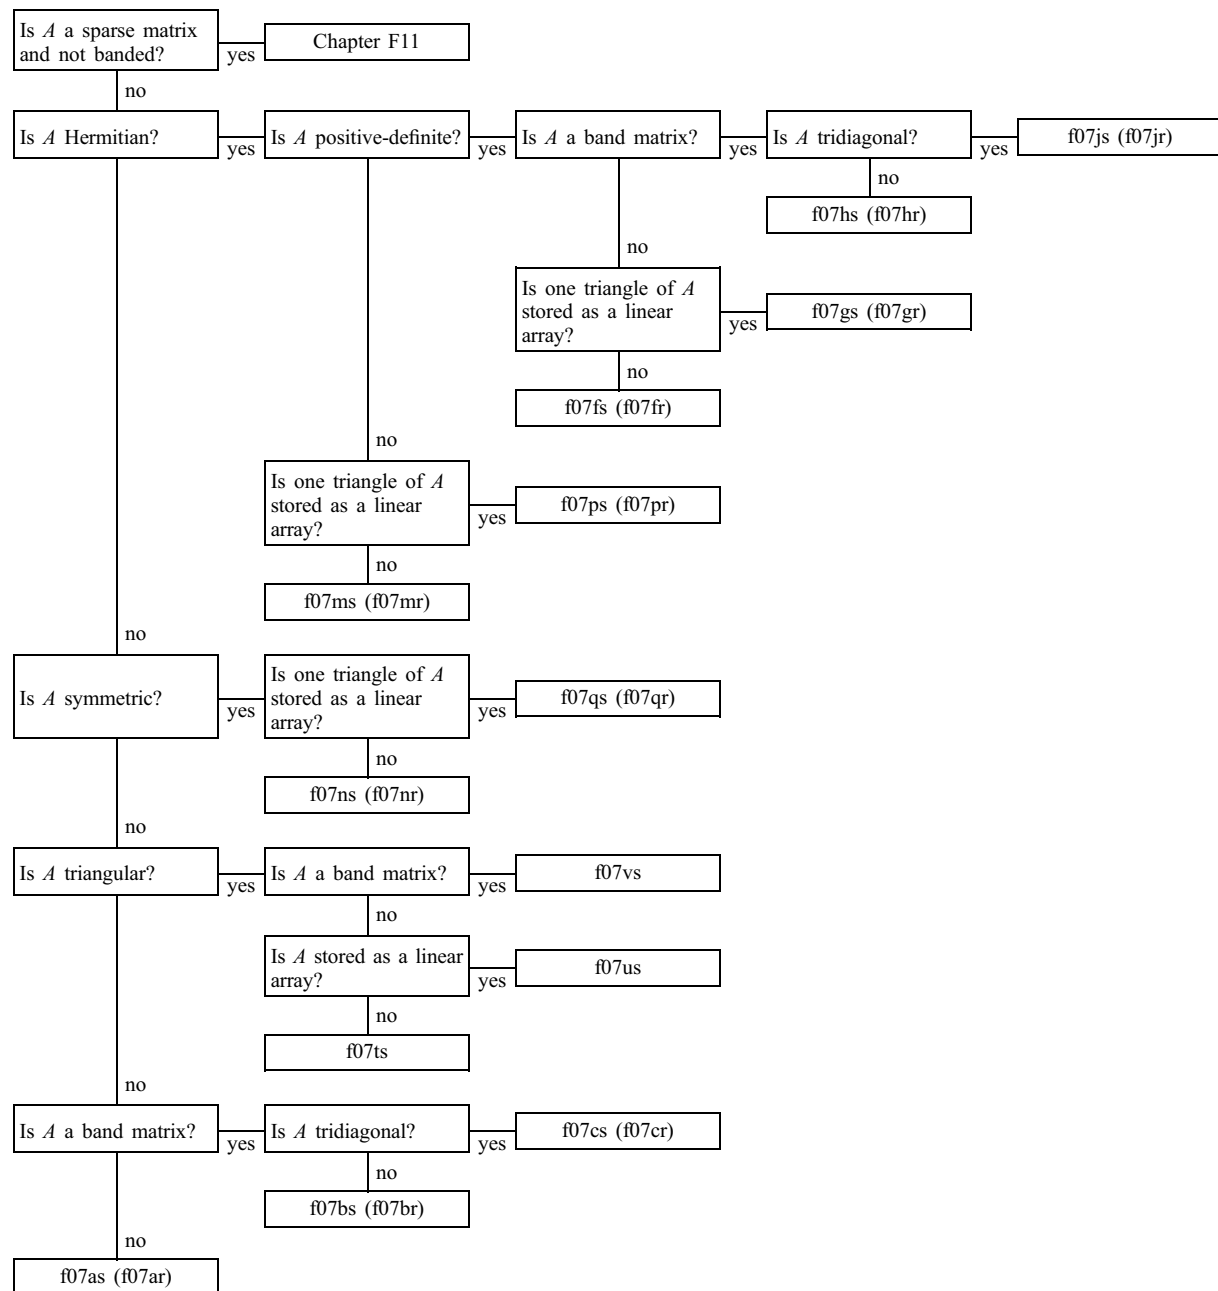 Is A a sparse matrix
and not banded?
yes
Chapter F11
no
Is A Hermitian?
yes
Is A positive-definite?
yes
Is A a band matrix?
yes
Is A tridiagonal?
yes
f07js (f07jr)
no
f07hs (f07hr)
no
Is one triangle of A
stored as a linear
array?
yes
f07gs (f07gr)
no
f07fs (f07fr)
no
Is one triangle of A
stored as a linear
array?
yes
f07ps (f07pr)
no
f07ms (f07mr)
no
Is A symmetric?
yes
Is one triangle of A
stored as a linear
array?
yes
f07qs (f07qr)
no
f07ns (f07nr)
no
Is A triangular?
yes
Is A a band matrix?
yes
f07vs
no
Is A stored as a linear
array?
yes
f07us
no
f07ts
no
Is A a band matrix?
yes
Is A tridiagonal?
yes
f07cs (f07cr)
no
f07bs (f07br)
no
f07as (f07ar)